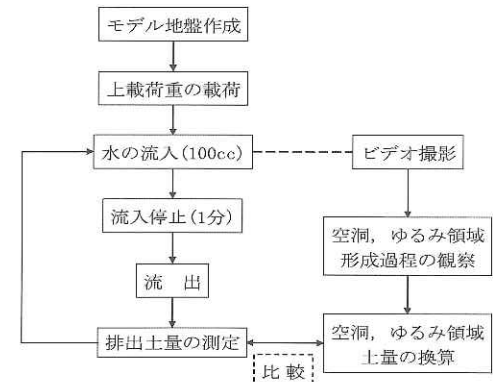 モデル地盤作成
上載荷重の載荷
水の流入(100cc)
ビデオ撮影
流入停止(1分)
空洞，ゆるみ領域
形成過程の観察
流　出
排出土量の測定
空洞，ゆるみ領域
土量の換算
比 較